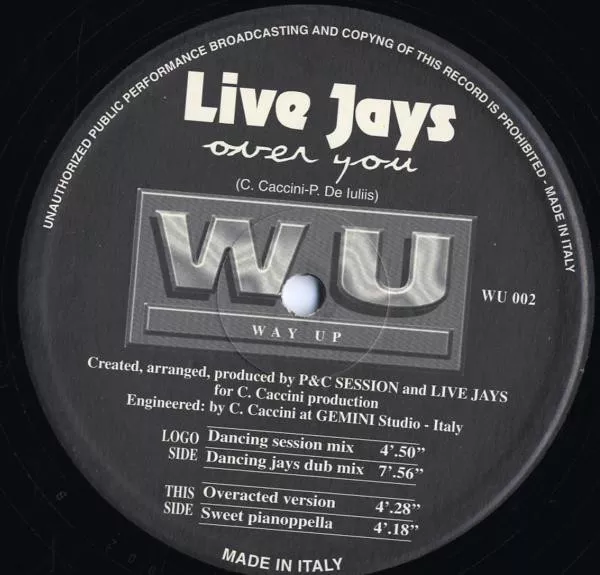 UNAUTHORIZED PUBLIC PERFORMANCE BROADCASTING AND COPYNG OF THIS RECORD IS PROHIBITED - MADE IN ITALY
Live Jays
over you
(C. Caccini-P. De Iuliis)
WU
WAY UP
WU 002
Created, arranged, produced by P&C SESSION and LIVE JAYS
for C. Caccini production
Engineered: by C. Caccini at GEMINI Studio - Italy
LOGO Dancing session mix 4'.50"
SIDE Dancing jays dub mix 7'.56"
THIS Overacted version 4'.28"
SIDE Sweet pianoppella 4'.18"
MADE IN ITALY